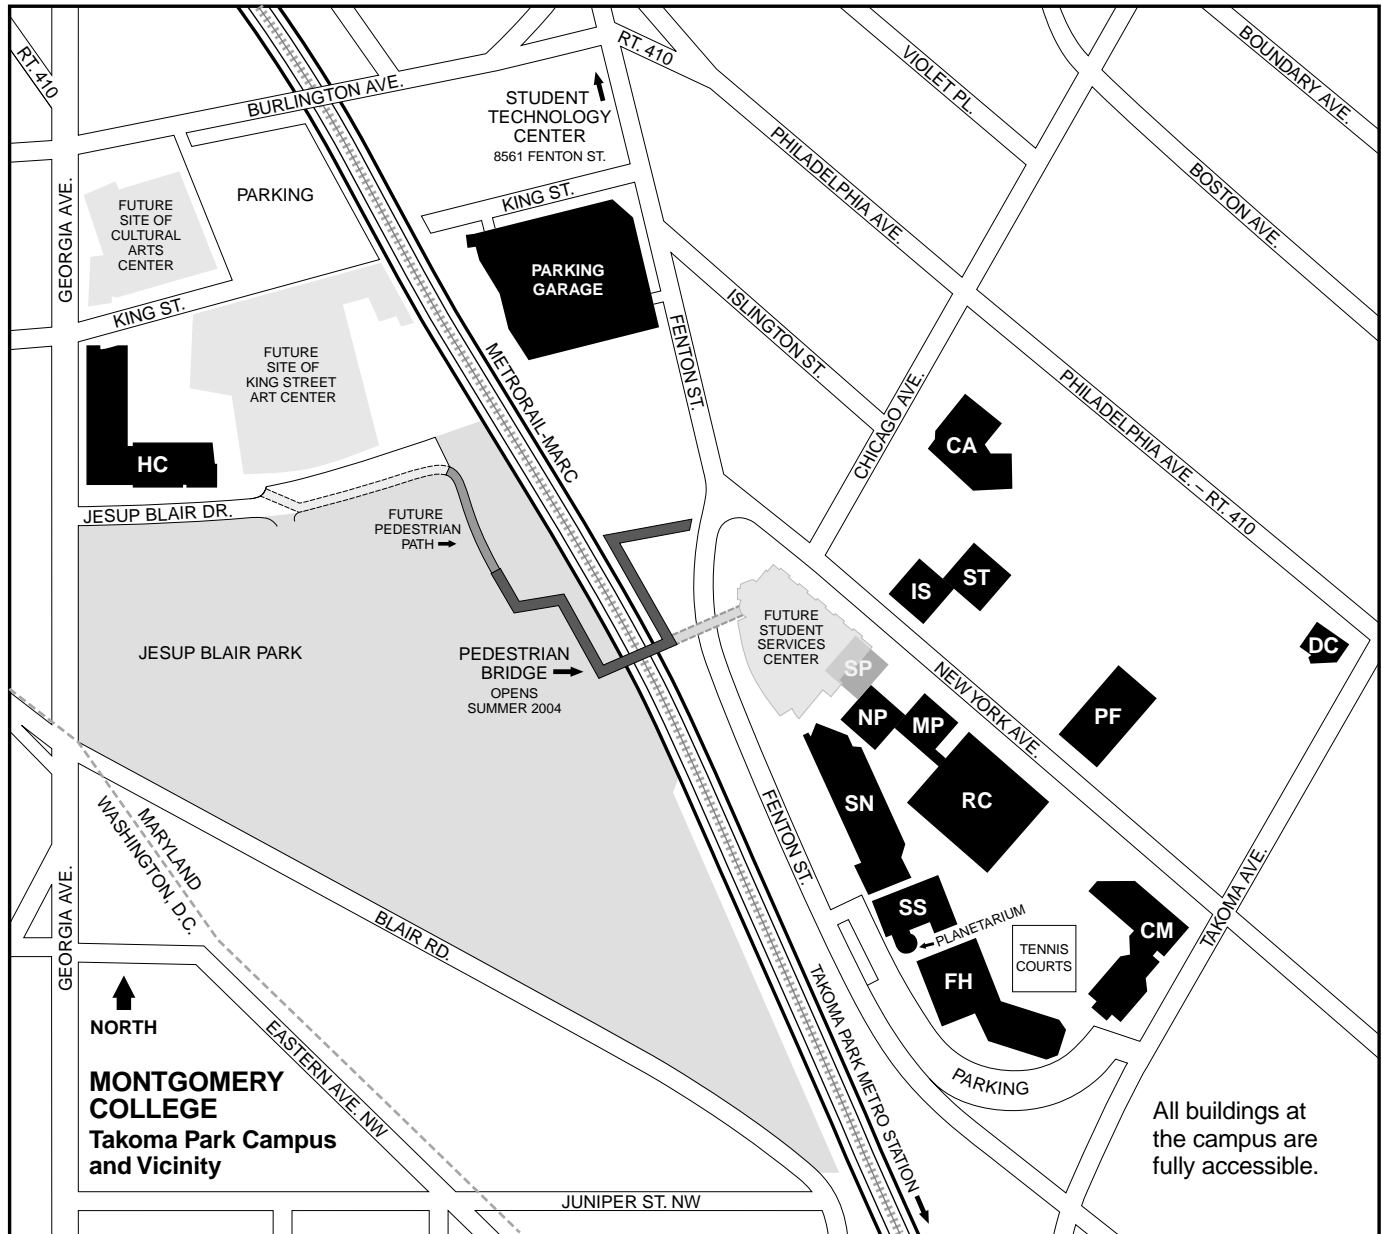 RT. 410
BURLINGTON AVE.
RT. 410
VIOLET PL.
BOUNDARY AVE.
STUDENT
TECHNOLOGY
CENTER
8561 FENTON ST.
PHILADELPHIA AVE.
BOSTON AVE.
GEORGIA AVE.
FUTURE
SITE OF
CULTURAL
ARTS
CENTER
PARKING
KING ST.
PARKING
GARAGE
KING ST.
ISLINGTON ST.
FENTON ST.
METRORAIL-MARC
FUTURE
SITE OF
KING STREET
ART CENTER
CHICAGO AVE.
PHILADELPHIA AVE. – RT. 410
CA
HC
JESUP BLAIR DR.
FUTURE
PEDESTRIAN
PATH
IS
ST
DC
FUTURE
STUDENT
SERVICES
CENTER
SP
JESUP BLAIR PARK
PEDESTRIAN
BRIDGE
OPENS
SUMMER 2004
NEW YORK AVE.
NP
MP
PF
SN
RC
FENTON ST.
MARYLAND
WASHINGTON, D.C.
GEORGIA AVE.
BLAIR RD.
TAKOMA AVE.
SS
PLANETARIUM
TENNIS
COURTS
CM
FH
TAKOMA PARK METRO STATION
NORTH
EASTERN AVE. NW
PARKING
MONTGOMERY
COLLEGE
Takoma Park Campus
and Vicinity
All buildings at
the campus are
fully accessible.
JUNIPER ST. NW